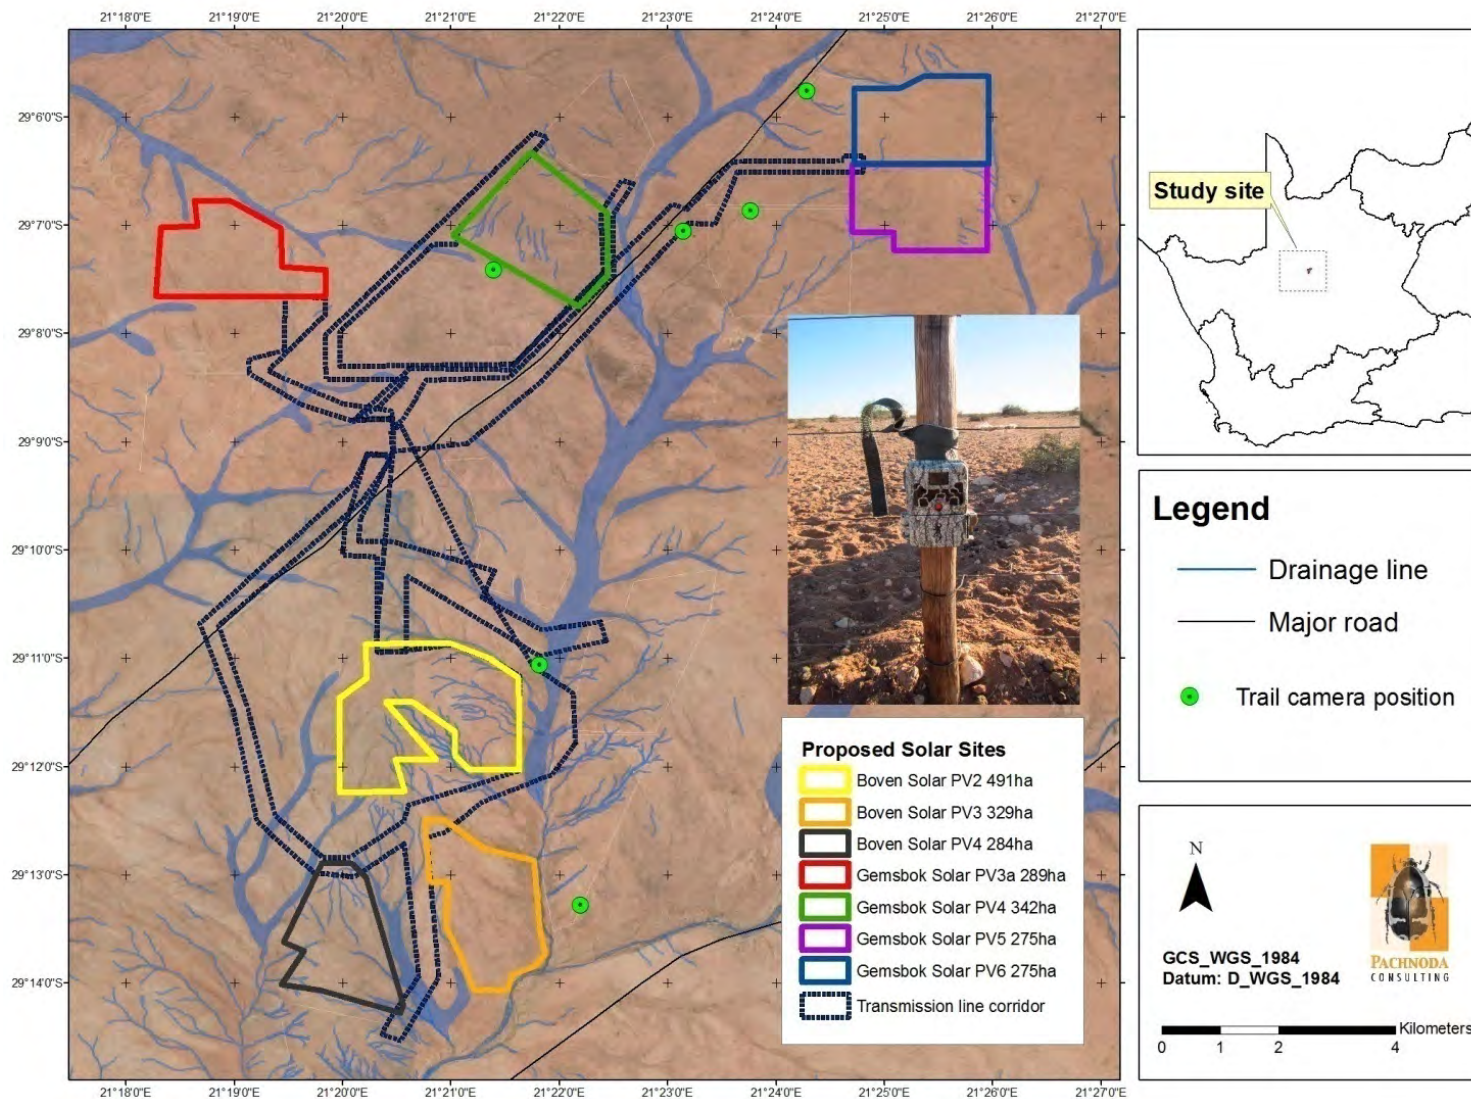 21°18'0"E 21°19'0"E 21°20'0"E 21°21'0"E 21°22'0"E 21°23'0"E 21°24'0"E 21°25'0"E 21°26'0"E 21°27'0"E
29°6'0"S
29°7'0"S
29°8'0"S
29°9'0"S
29°10'0"S
29°11'0"S
29°12'0"S
29°13'0"S
29°14'0"S
21°18'0"E 21°19'0"E 21°20'0"E 21°21'0"E 21°22'0"E 21°23'0"E 21°24'0"E 21°25'0"E 21°26'0"E 21°27'0"E
Proposed Solar Sites
Boven Solar PV2 491ha
Boven Solar PV3 329ha
Boven Solar PV4 284ha
Gemsbok Solar PV3a 289ha
Gemsbok Solar PV4 342ha
Gemsbok Solar PV5 275ha
Gemsbok Solar PV6 275ha
Transmission line corridor
Study site
Legend
Drainage line
Major road
Trail camera position
N
GCS_WGS_1984
Datum: D_WGS_1984
PACHNODA
CONSULTING
Kilometers
0 1 2 4